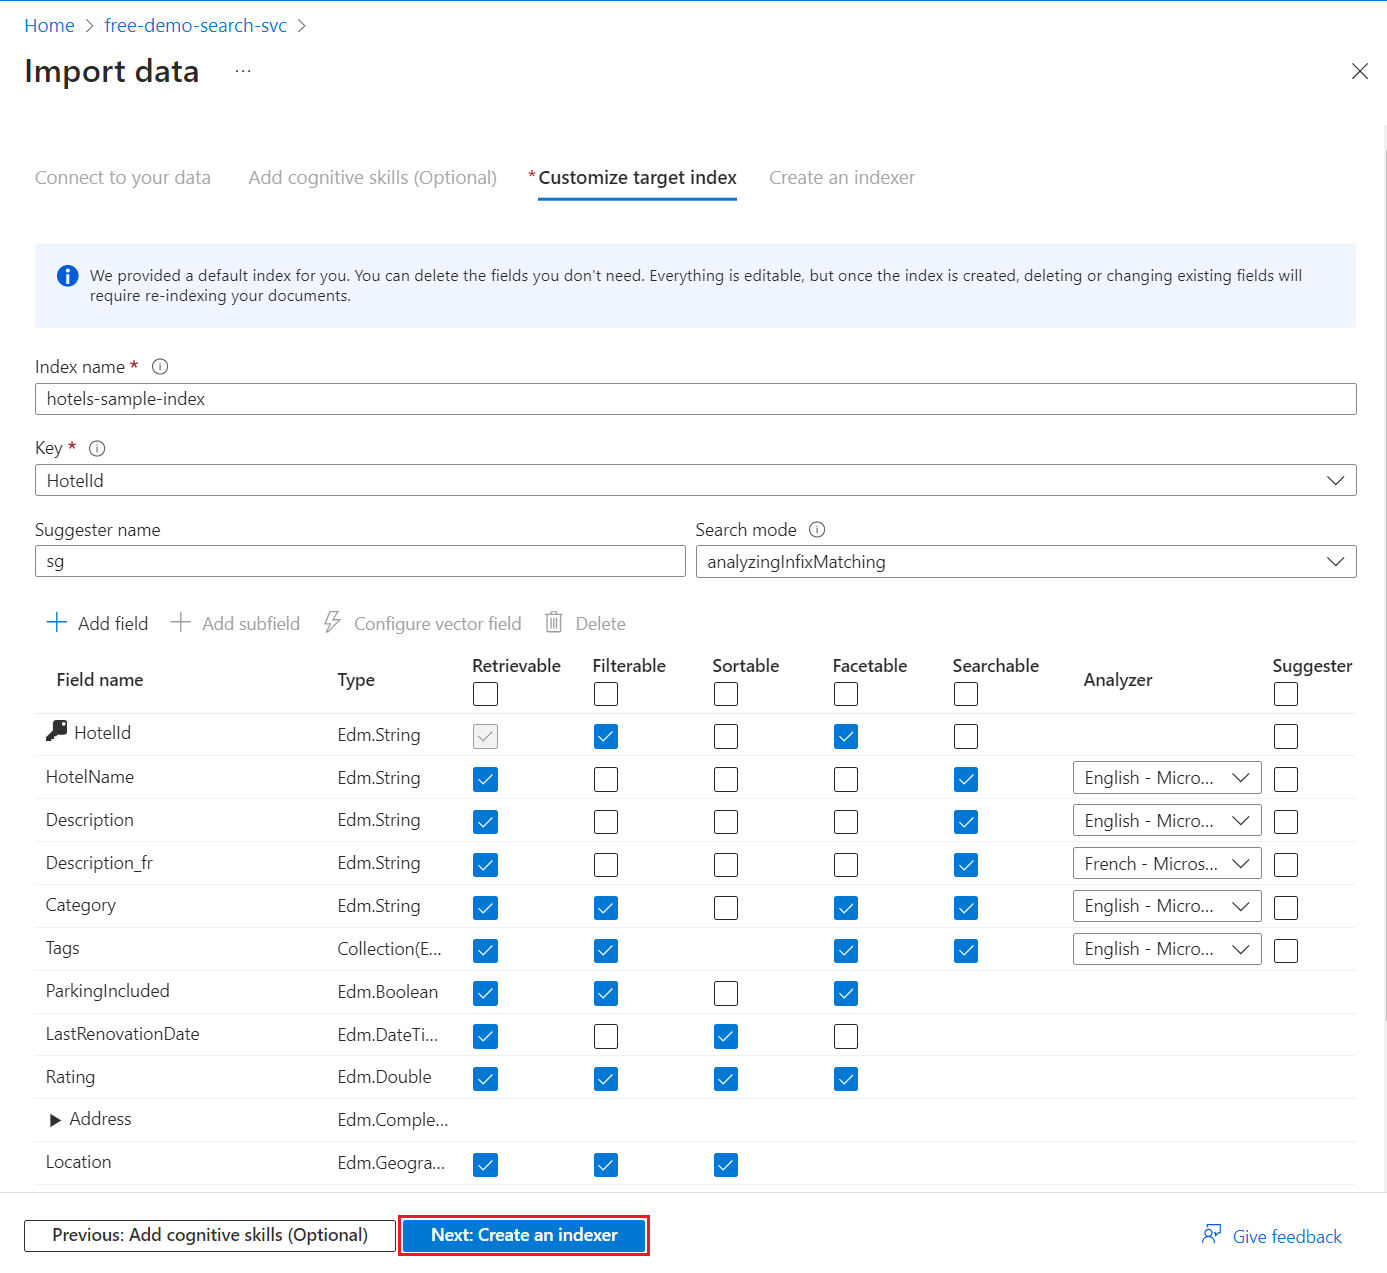 Home > free-demo-search-svc >
Import data ...
Connect to your data Add cognitive skills (Optional) *Customize target index Create an indexer
We provided a default index for you. You can delete the fields you don't need. Everything is editable, but once the index is created, deleting or changing existing fields will
require re-indexing your documents.
Index name *
hotels-sample-index
Key *
HotelId
Suggester name Search mode
sg analyzingInfixMatching
Add field Add subfield Configure vector field Delete
Field name Type Retrievable Filterable Sortable Facetable Searchable Analyzer Suggester
HotelId Edm.String
HotelName Edm.String English - Micro...
Description Edm.String English - Micro...
Description_fr Edm.String French - Micros...
Category Edm.String English - Micro...
Tags Collection(E... English - Micro...
ParkingIncluded Edm.Boolean
LastRenovationDate Edm.DateTi...
Rating Edm.Double
Address Edm.Comple...
Location Edm.Geogra...
Previous: Add cognitive skills (Optional) Next: Create an indexer Give feedback